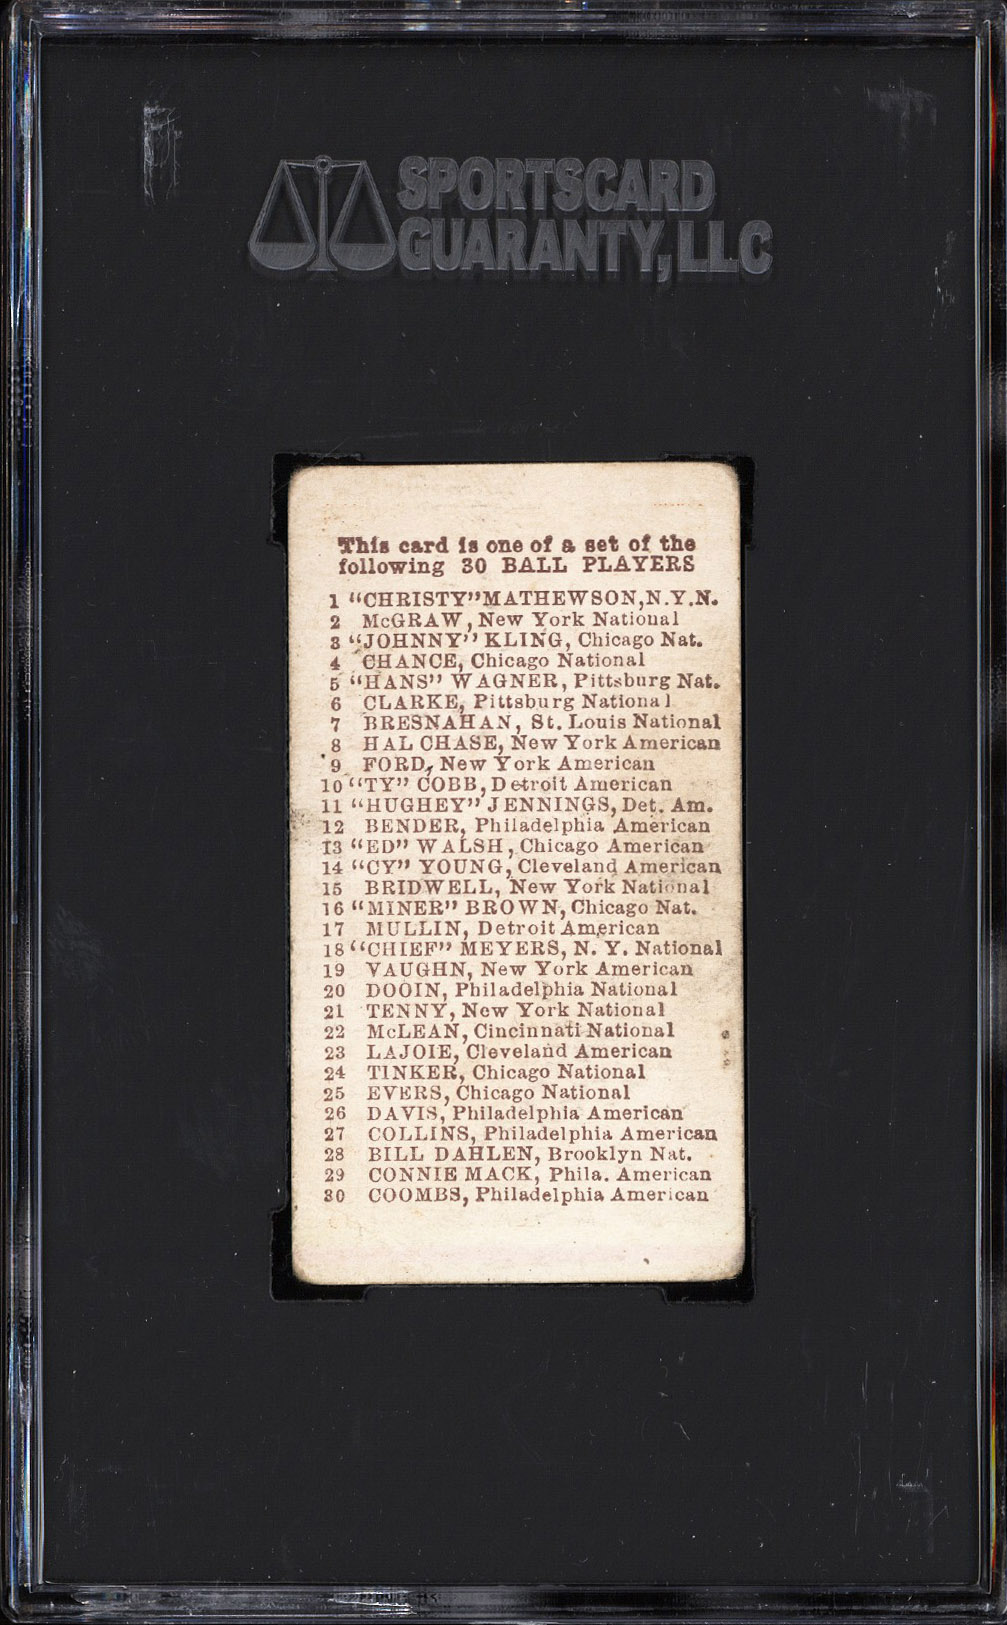 SPORTSCARD
GUARANTY, LLC
This card is one of a set of the
following 30 BALL PLAYERS
1 "CHRISTY" MATHEWSON, N.Y.N.
2 McGRAW, New York National
3 "JOHNNY" KLING, Chicago Nat.
4 CHANCE, Chicago National
5 "HANS" WAGNER, Pittsburg Nat.
6 CLARKE, Pittsburg National
7 BRESNAHAN, St. Louis National
8 HAL CHASE, New York American
9 FORD, New York American
10 "TY" COBB, Detroit American
11 "HUGHEY" JENNINGS, Det. Am.
12 BENDER, Philadelphia American
13 "ED" WALSH, Chicago American
14 "CY" YOUNG, Cleveland American
15 BRIDWELL, New York National
16 "MINER" BROWN, Chicago Nat.
17 MULLIN, Detroit American
18 "CHIEF" MEYERS, N. Y. National
19 VAUGHN, New York American
20 DOOIN, Philadelphia National
21 TENNY, New York National
22 McLEAN, Cincinnati National
23 LAJOIE, Cleveland American
24 TINKER, Chicago National
25 EVERS, Chicago National
26 DAVIS, Philadelphia American
27 COLLINS, Philadelphia American
28 BILL DAHLEN, Brooklyn Nat.
29 CONNIE MACK, Phila. American
30 COOMBS, Philadelphia American